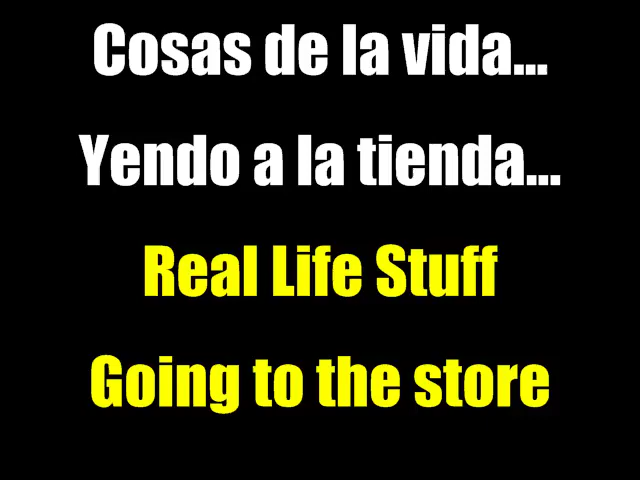 Cosas de la vida...
Yendo a la tienda...
Real Life Stuff
Going to the store